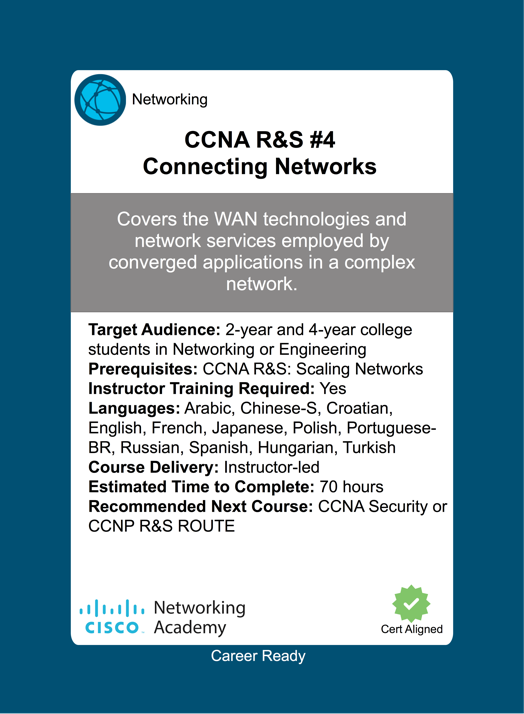 Networking
CCNA R&S #4
Connecting Networks
Covers the WAN technologies and
network services employed by
converged applications in a complex
network.
Target Audience: 2-year and 4-year college
students in Networking or Engineering
Prerequisites: CCNA R&S: Scaling Networks
Instructor Training Required: Yes
Languages: Arabic, Chinese-S, Croatian,
English, French, Japanese, Polish, Portuguese-
BR, Russian, Spanish, Hungarian, Turkish
Course Delivery: Instructor-led
Estimated Time to Complete: 70 hours
Recommended Next Course: CCNA Security or
CCNP R&S ROUTE
CISCO Networking
Academy
Cert Aligned
Career Ready